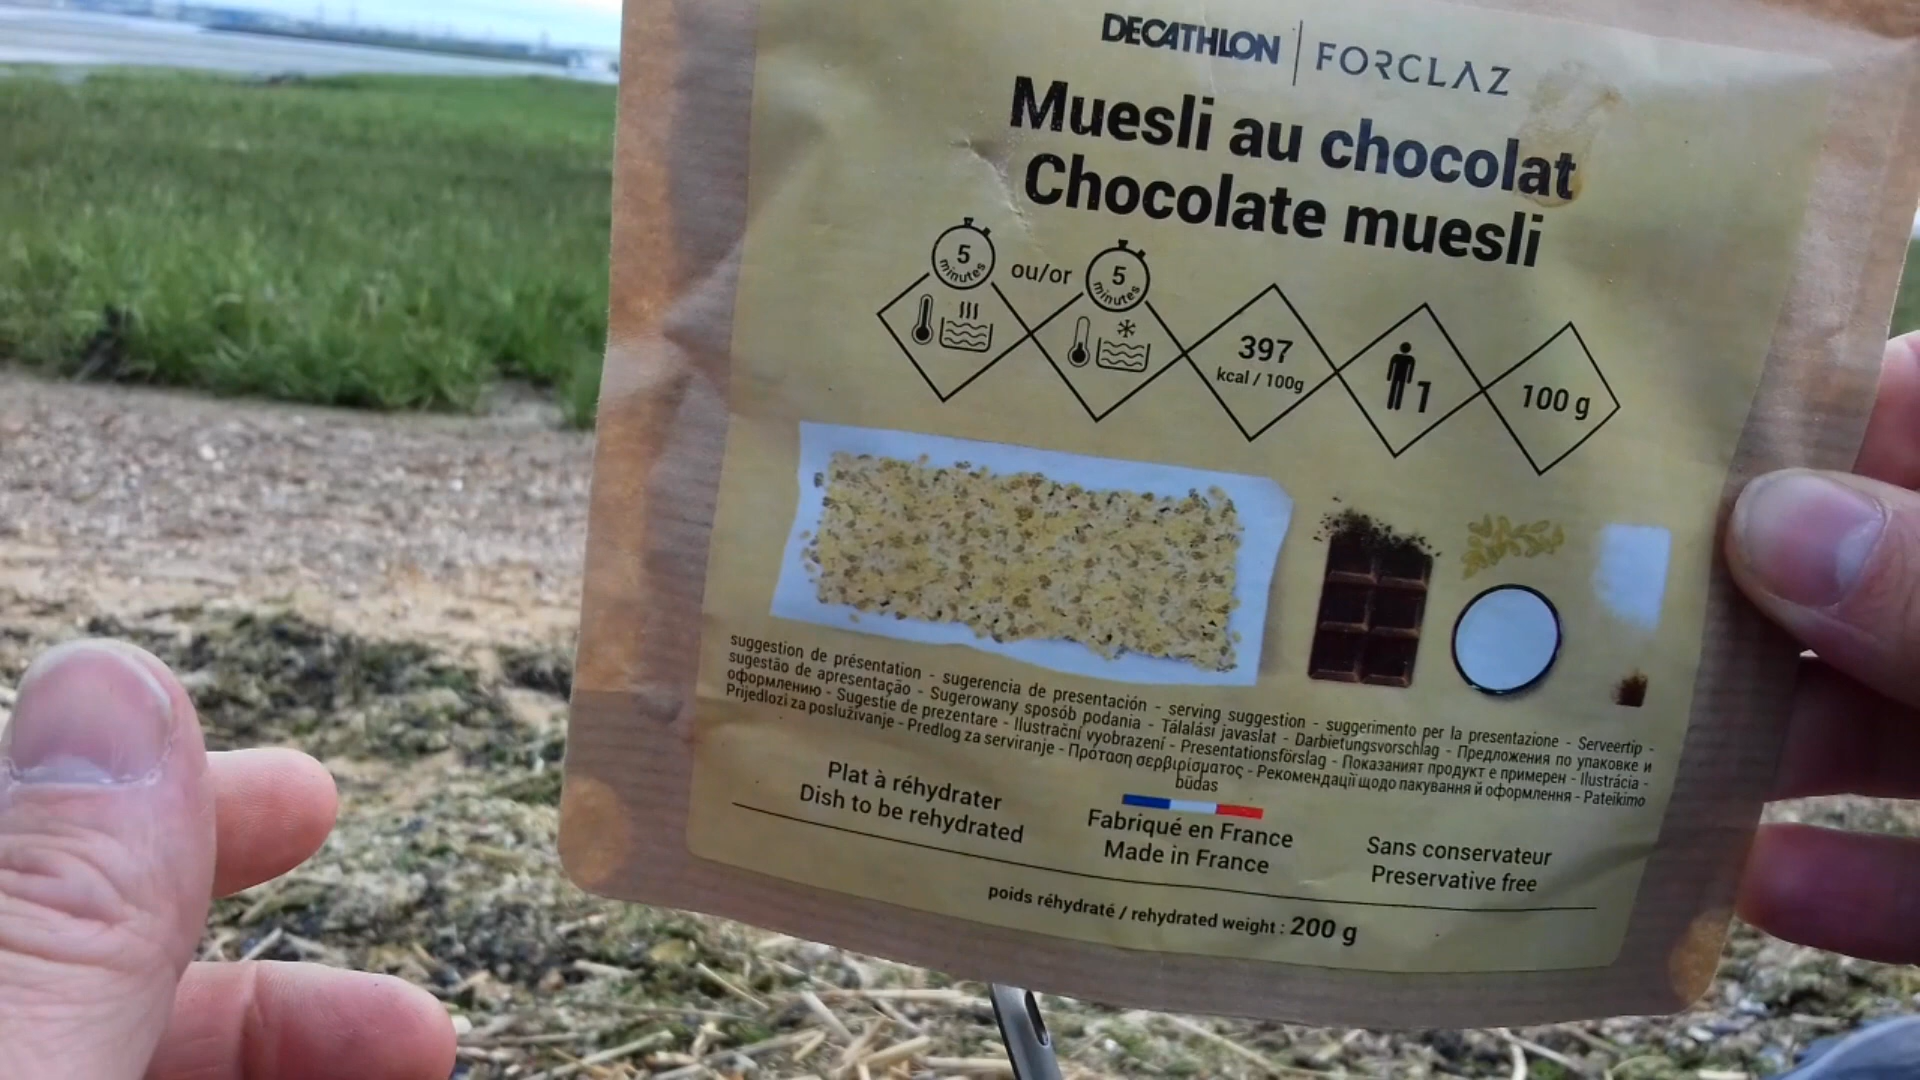 DECATHLON | FORCLAZ
Muesli au chocolat
Chocolate muesli
5 minutes ou/or 5 minutes
397
kcal / 100g
1
100 g
suggestion de présentation - sugerencia de presentación - serving suggestion - suggerimento per la presentazione - Serveertip -
sugestão de apresentação - Sugerowany sposób podania - Tálalási javaslat - Darbietungsvorschlag - Предложения по упаковке и
оформлению - Sugestie de prezentare - Ilustrační vyobrazení - Presentationsförslag - Показаният продукт е примерен - Ilustrácia -
Prijedlozi za posluživanje - Predlog za serviranje - Πρόταση σερβιρίσματος - Рекомендації щодо пакування й оформлення - Pateikimo
būdas
Plat à réhydrater
Dish to be rehydrated
Fabriqué en France
Made in France
Sans conservateur
Preservative free
poids réhydraté / rehydrated weight : 200 g